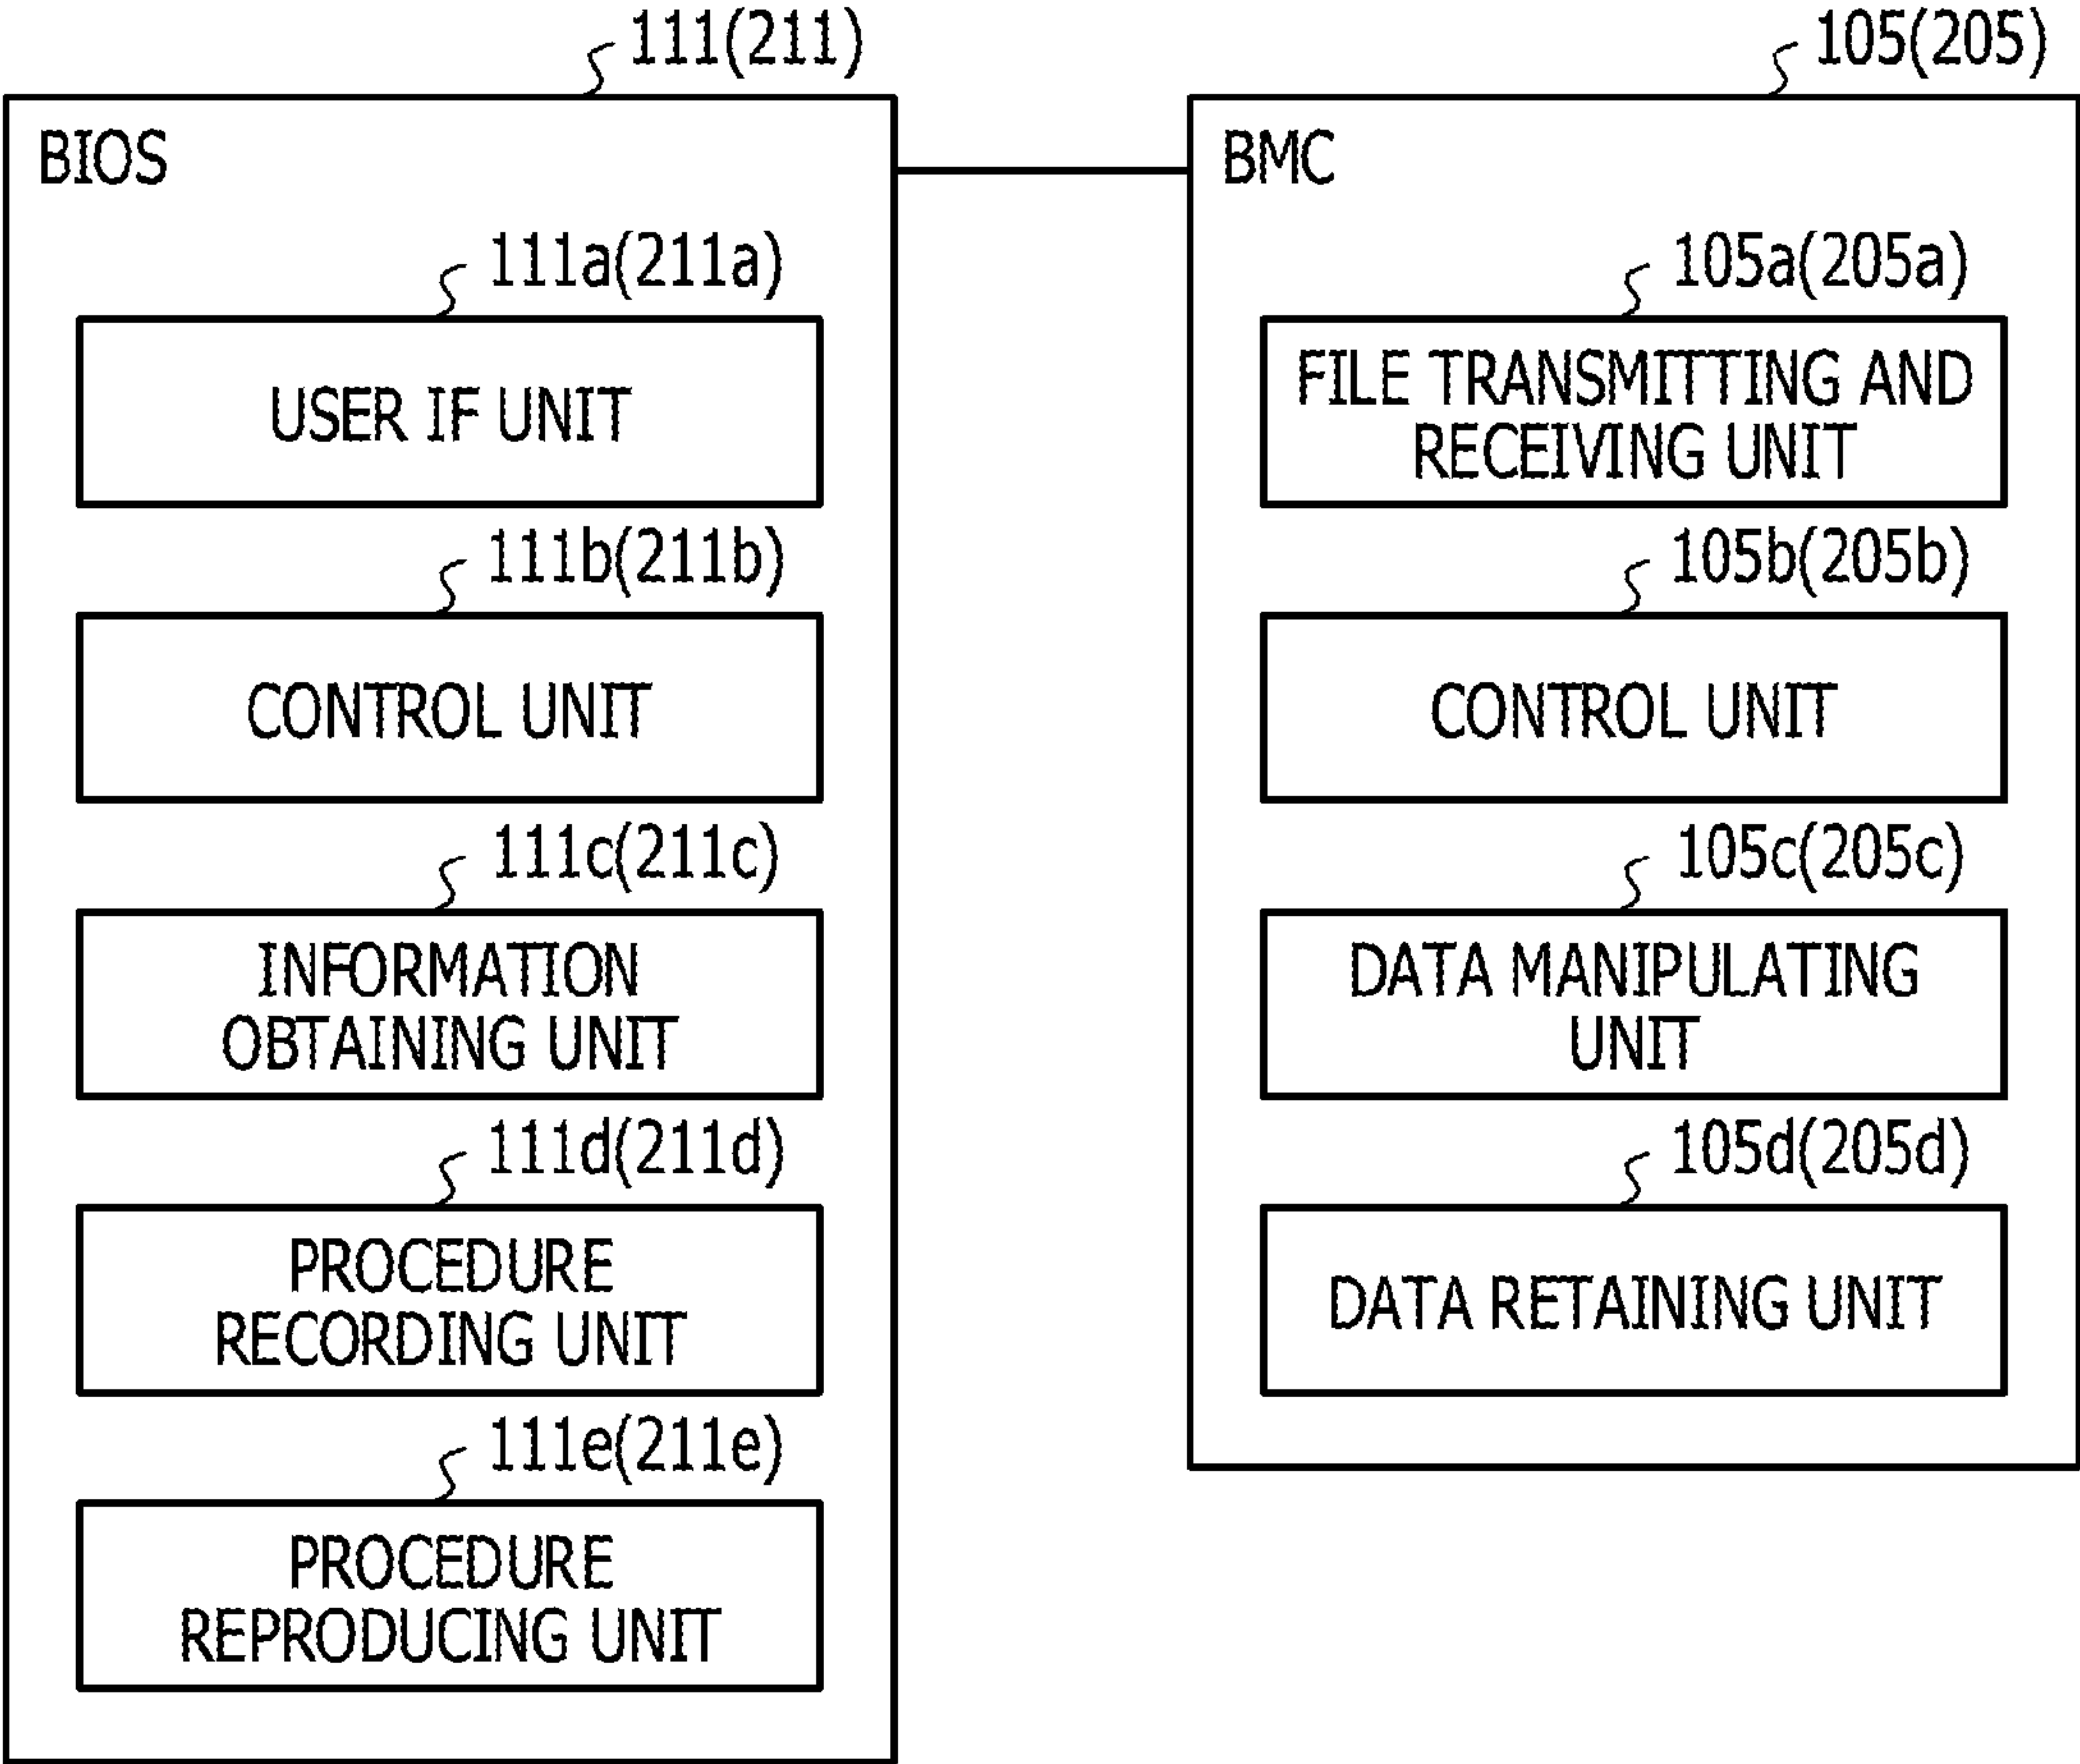 111(211)
BIOS
111a(211a)
USER IF UNIT
111b(211b)
CONTROL UNIT
111c(211c)
INFORMATION
OBTAINING UNIT
111d(211d)
PROCEDURE
RECORDING UNIT
111e(211e)
PROCEDURE
REPRODUCING UNIT
105(205)
BMC
105a(205a)
FILE TRANSMITTING AND
RECEIVING UNIT
105b(205b)
CONTROL UNIT
105c(205c)
DATA MANIPULATING
UNIT
105d(205d)
DATA RETAINING UNIT